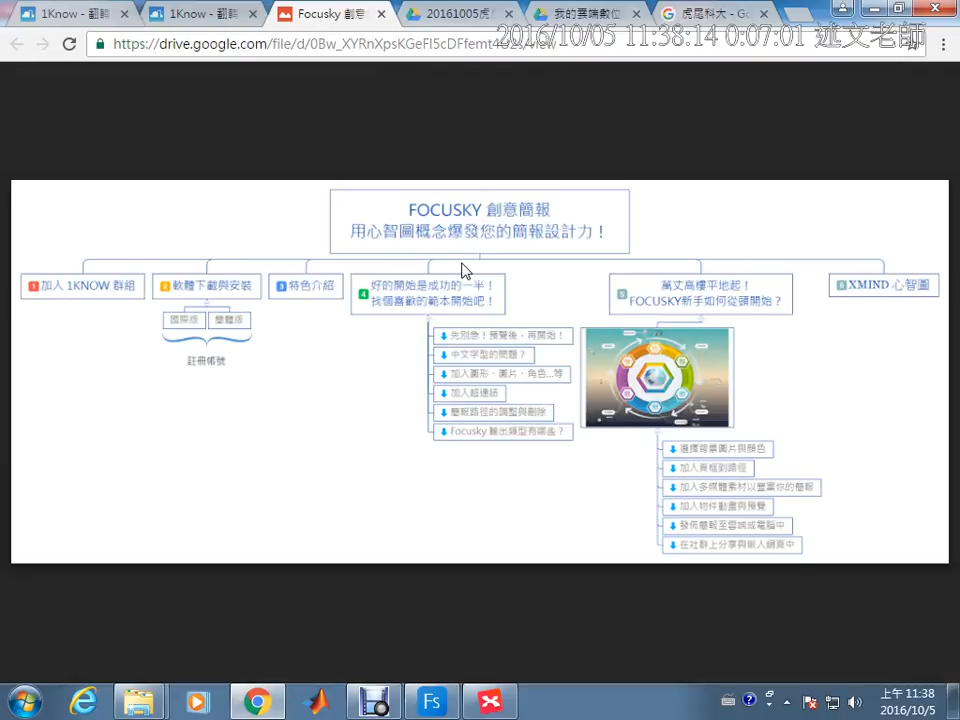 1Know - 翻轉
1Know - 翻轉
Focusky 創意
20161005虎
我的雲端數位
虎尾科大 - Go
https://drive.google.com/file/d/0Bw_XYRnXpsKGeFI5cDFfemt
2016/10/05 11:38:14 0:07:01 述文老師
FOCUSKY 創意簡報
用心智圖概念爆發您的簡報設計力！
1 加入 1KNOW 群組
2 軟體下載與安裝
國際版
簡體版
註冊帳號
3 特色介紹
4 好的開始是成功的一半！
找個喜歡的範本開始吧！
先別急！預覽後，再開始！
中文字型的問題？
加入圖形、圖片、角色...等
加入超連結
簡報路徑的調整與刪除
Focusky 輸出類型有哪些？
5 萬丈高樓平地起！
FOCUSKY新手如何從頭開始？
選擇背景圖片與顏色
加入頁框到路徑
加入多媒體素材以豐富你的簡報
加入物件動畫與預覽
發佈簡報至雲端或電腦中
在社群上分享與嵌入網頁中
6 XMIND 心智圖
Fs
上午 11:38
2016/10/5